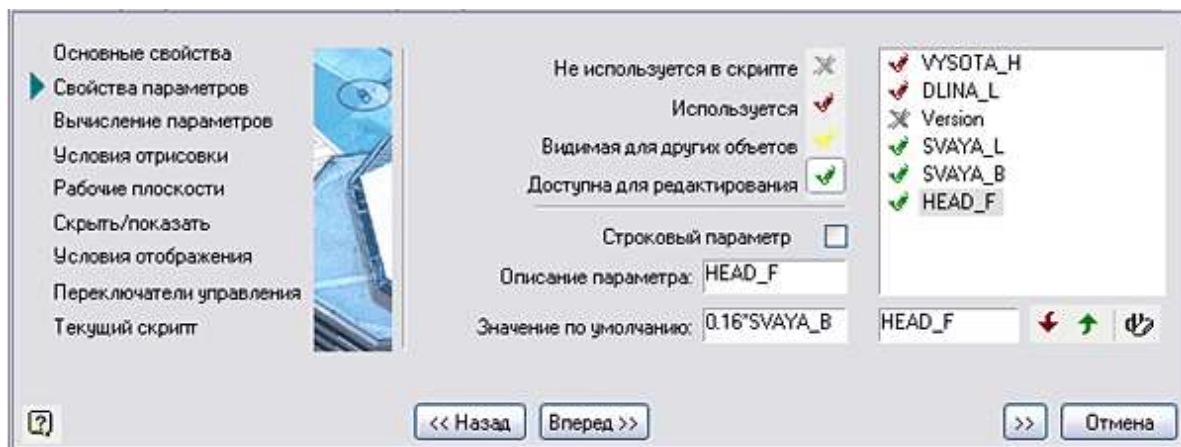 Основные свойства
Свойства параметров
Вычисление параметров
Условия отрисовки
Рабочие плоскости
Скрыть/показать
Условия отображения
Переключатели управления
Текущий скрипт
Не используется в скрипте
Используется
Видимая для других обьетов
Доступна для редактирования
Строковый параметр
Описание параметра: HEAD_F
Значение по умолчанию: 0.16*SVAYA_B
VYSOTA_H
DLINA_L
Version
SVAYA_L
SVAYA_B
HEAD_F
HEAD_F
<< Назад
Вперед >>
>>
Отмена